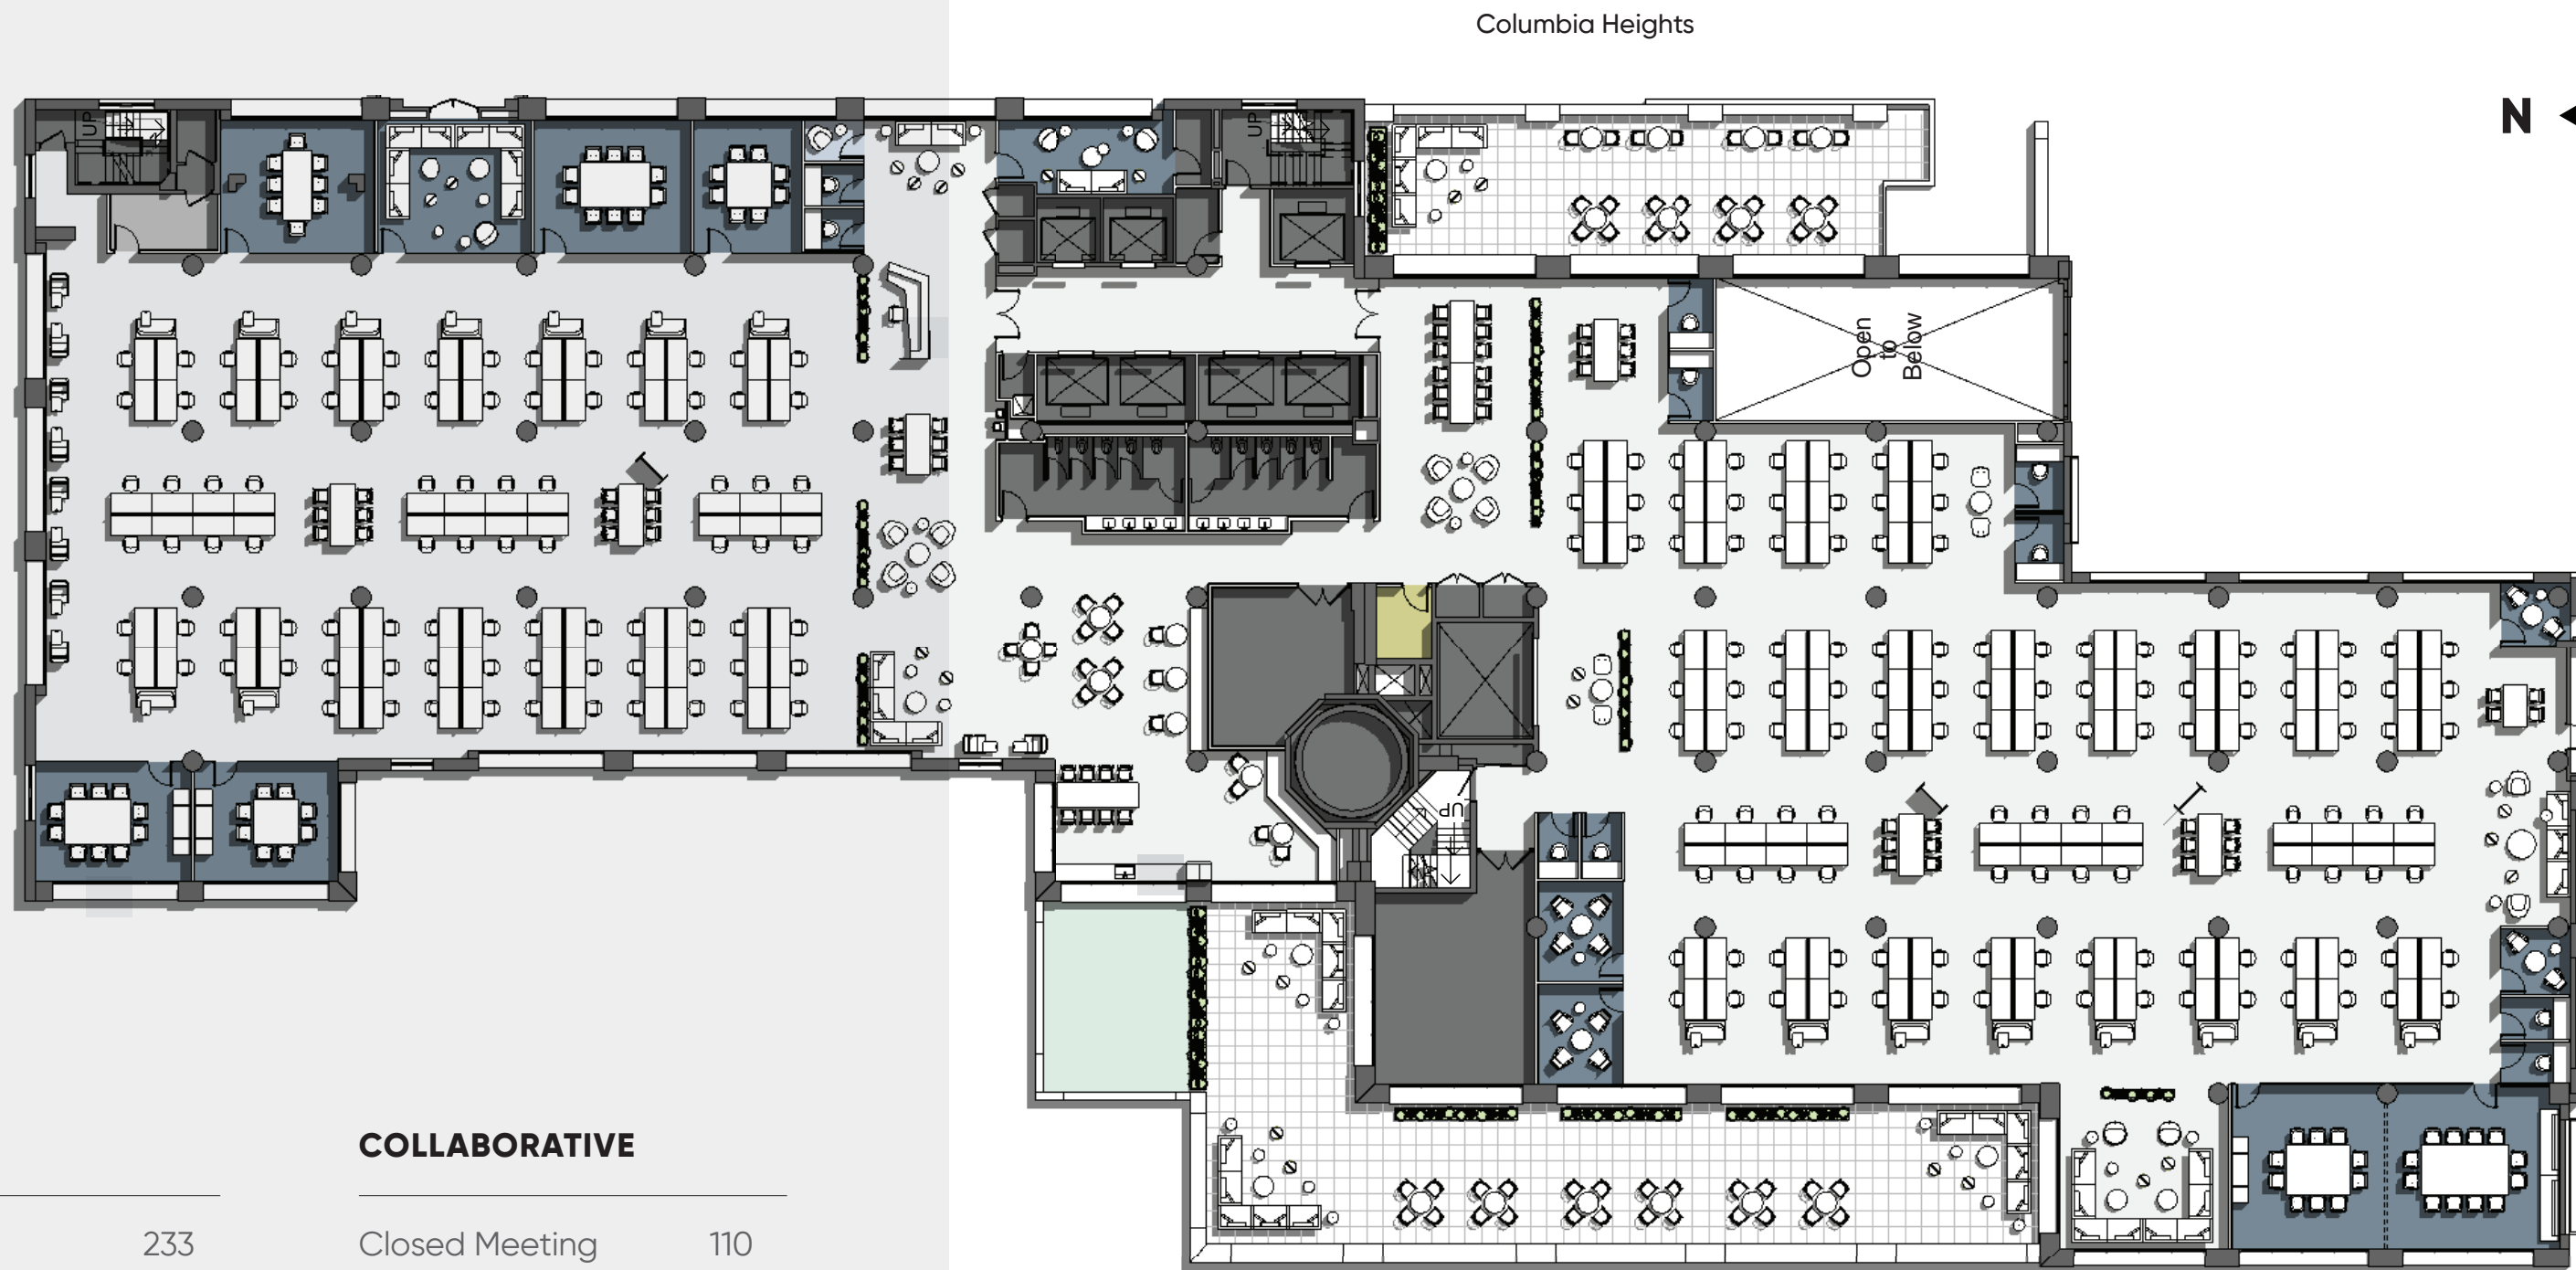 Columbia Heights
N
UP
UP
Open
to
Below
UP
COLLABORATIVE
233
Closed Meeting 110